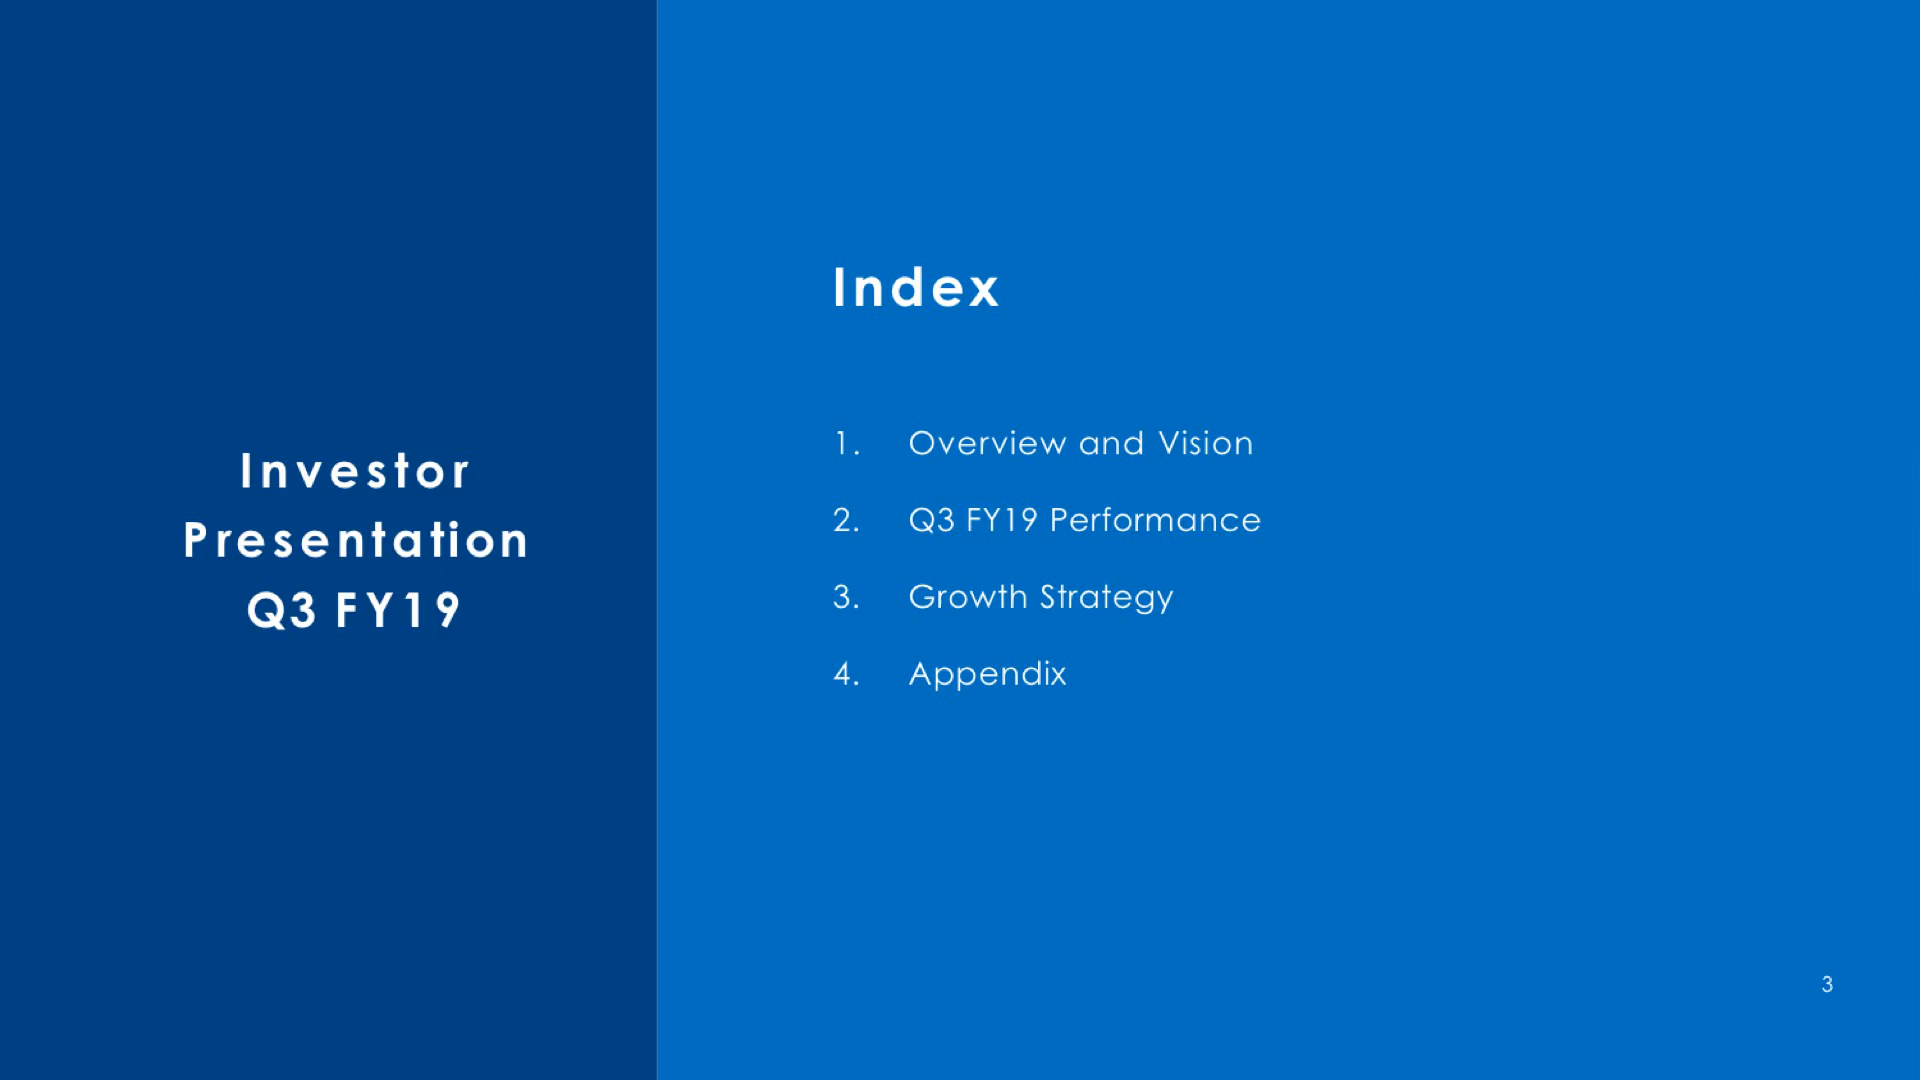 Investor
Presentation
Q3 FY19
Index
1. Overview and Vision
2. Q3 FY19 Performance
3. Growth Strategy
4. Appendix
3